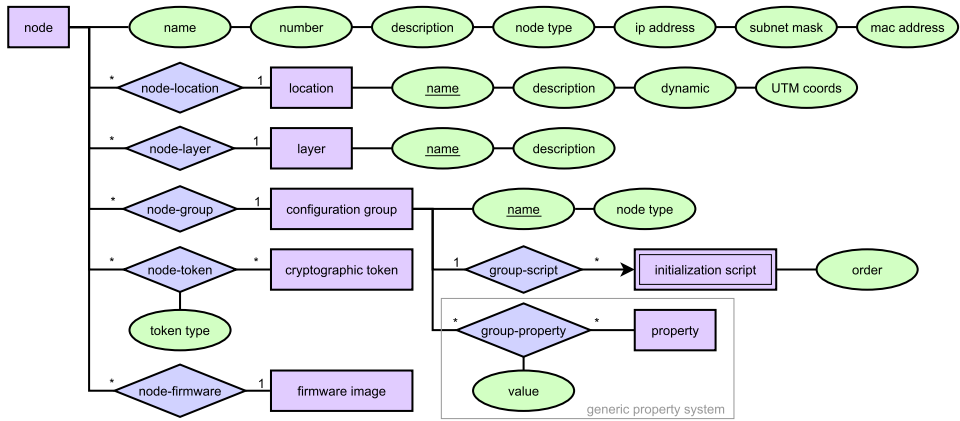 node name number description node type ip address subnet mask mac address
* node-location 1 location name description dynamic UTM coords
* node-layer 1 layer name description
* node-group 1 configuration group name node type
* node-token * cryptographic token 1 group-script * initialization script order
token type * group-property * property
* node-firmware 1 firmware image value
generic property system